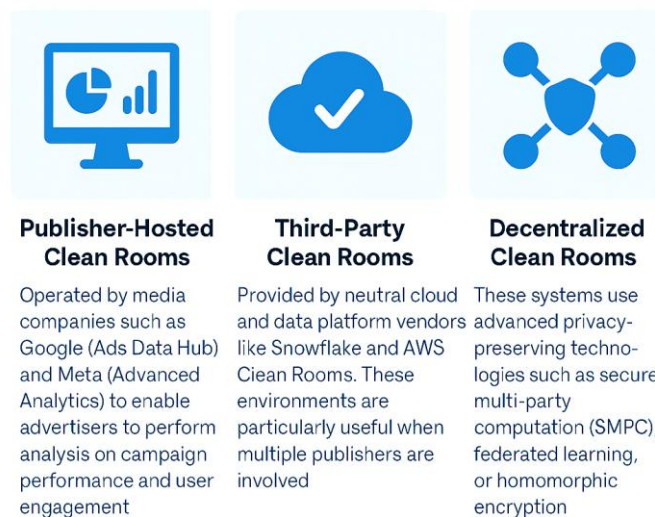 Publisher-Hosted
Clean Rooms
Operated by media
companies such as
Google (Ads Data Hub)
and Meta (Advanced
Analytics) to enable
advertisers to perform
analysis on campaign
performance and user
engagement
Third-Party
Clean Rooms
Provided by neutral cloud
and data platform vendors
like Snowflake and AWS
Clean Rooms. These
environments are
particularly useful when
multiple publishers are
involved
Decentralized
Clean Rooms
These systems use
advanced privacy-
preserving techno-
logies such as secure
multi-party
computation (SMPC),
federated learning,
or homomorphic
encryption